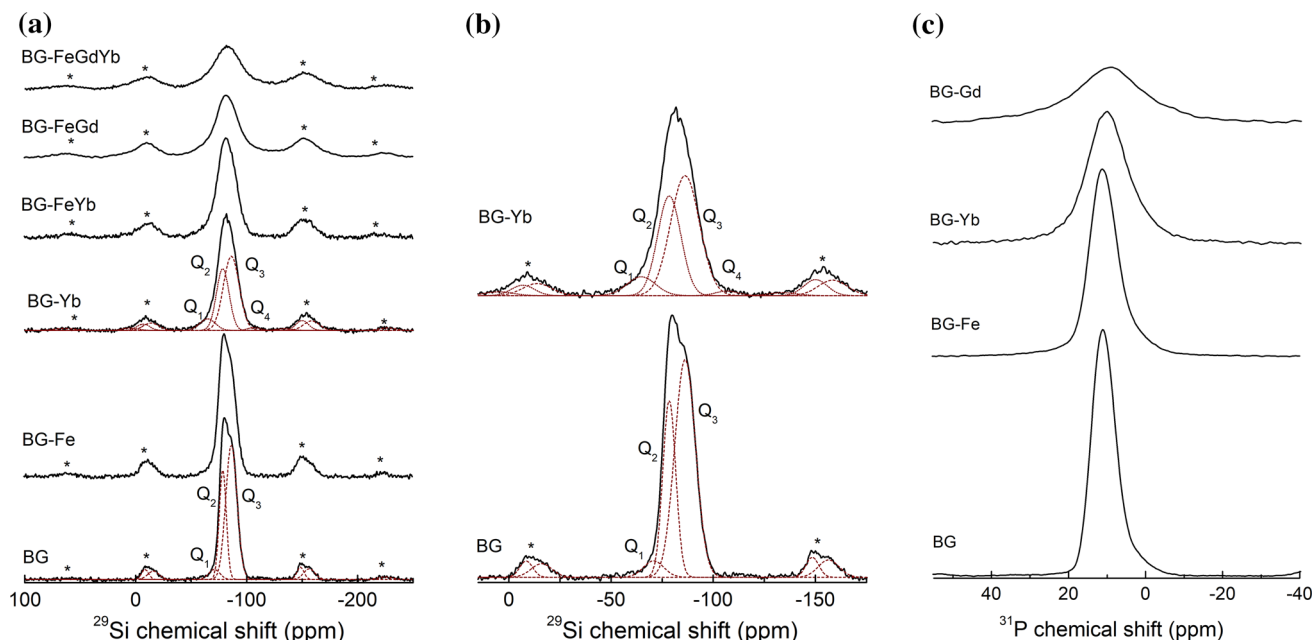 (a)
BG-FeGdYb
* * * *
BG-FeGd
* * * *
BG-FeYb
* * * *
Q₂ Q₃
BG-Yb
Q₁ Q₄
* * * *
BG-Fe
* * * *
Q₂ Q₃
BG
Q₁
* * * *
100 0 -100 -200
²⁹Si chemical shift (ppm)
(b)
BG-Yb
Q₂ Q₃
Q₁ Q₄
* *
Q₃
Q₂
BG
Q₁
* *
0 -50 -100 -150
²⁹Si chemical shift (ppm)
(c)
BG-Gd
BG-Yb
BG-Fe
BG
40 20 0 -20 -40
³¹P chemical shift (ppm)